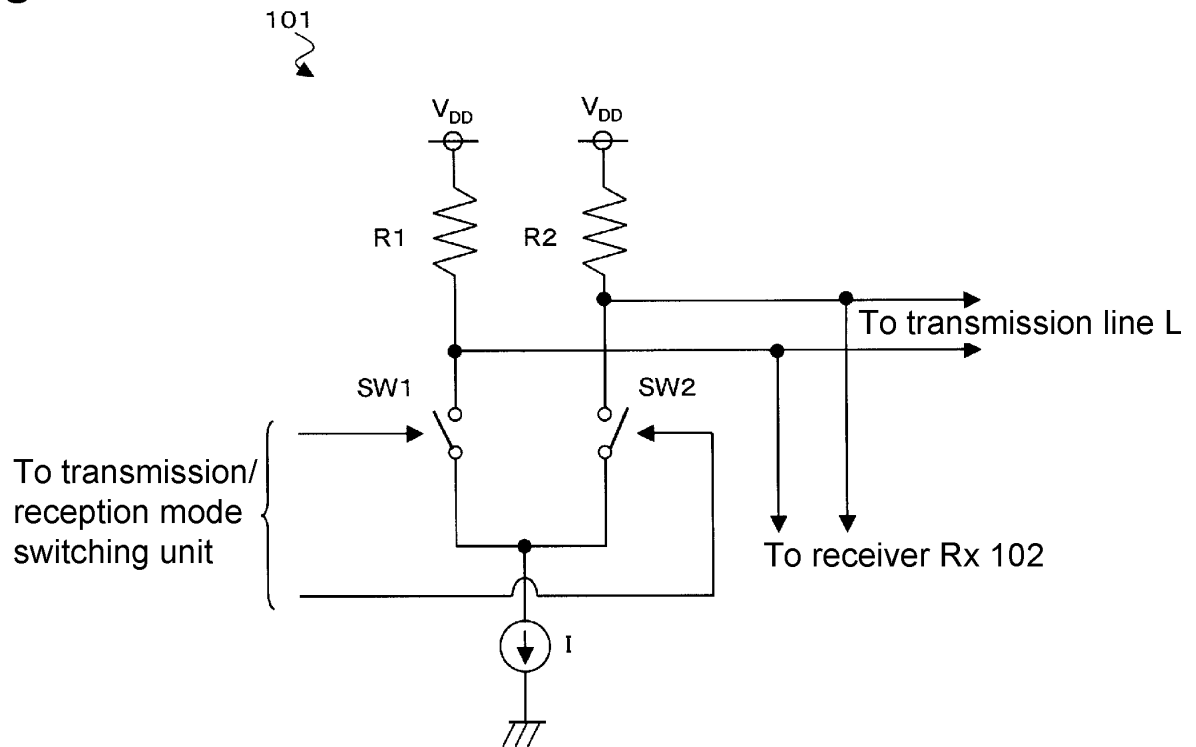 101
VDD
VDD
R1
R2
To transmission line L
SW1
SW2
To transmission/
reception mode
switching unit
To receiver Rx 102
I